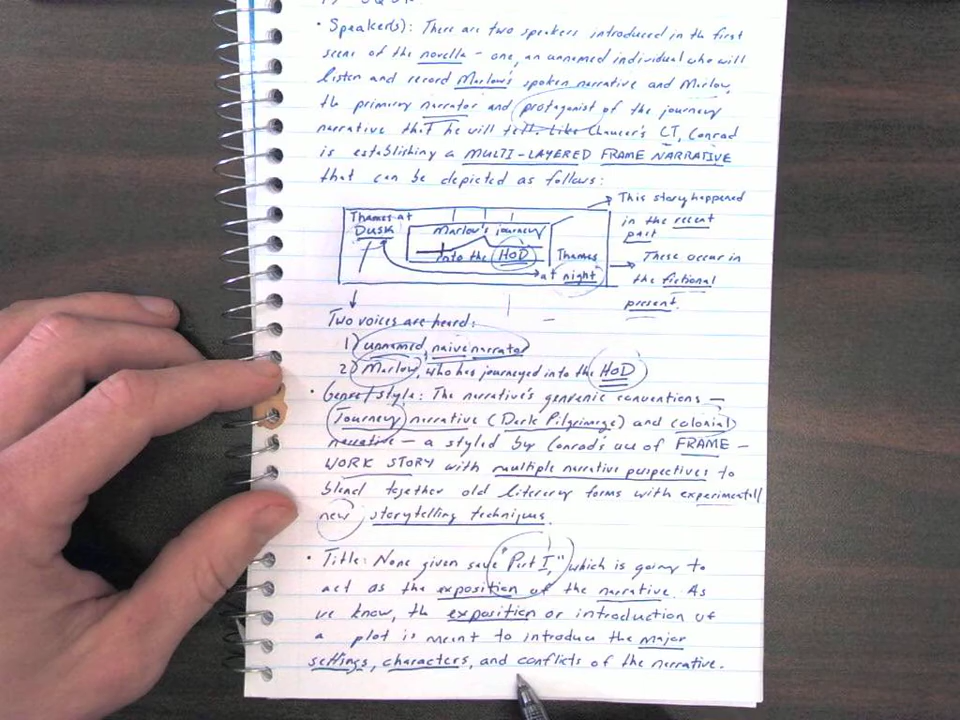 • Speaker(s): There are two speakers introduced in th first
scene of the novella – one, an unnamed individual who will
listen and record Marlow's spoken narrative and Marlow,
th primary narrator and protagonist of the journey
narrative that he will tell. Like Chaucer's CT, Conrad
is establishing a MULTI-LAYERED FRAME NARRATIVE
that can be depicted as follows:
Thames at
Dusk
Marlow's journey
into the HoD
Thames
at night
This story happened
in the recent
past
These occur in
the fictional
present.
Two voices are heard:
1) unnamed, naive narrator
2) Marlow, who has journeyed into the HoD
• Genre/style: The narrative's genre conventions –
Journey narrative (Dark Pilgrimage) and colonial
narrative – a styled by Conrad's use of FRAME-
WORK STORY with multiple narrative perspectives to
blend together old literary forms with experimental/
new storytelling techniques.
• Title: None given save "Part I," which is going to
act as the exposition of the narrative. As
we know, th exposition or introduction of
a plot is meant to introduce the major
settings, characters, and conflicts of the narrative.